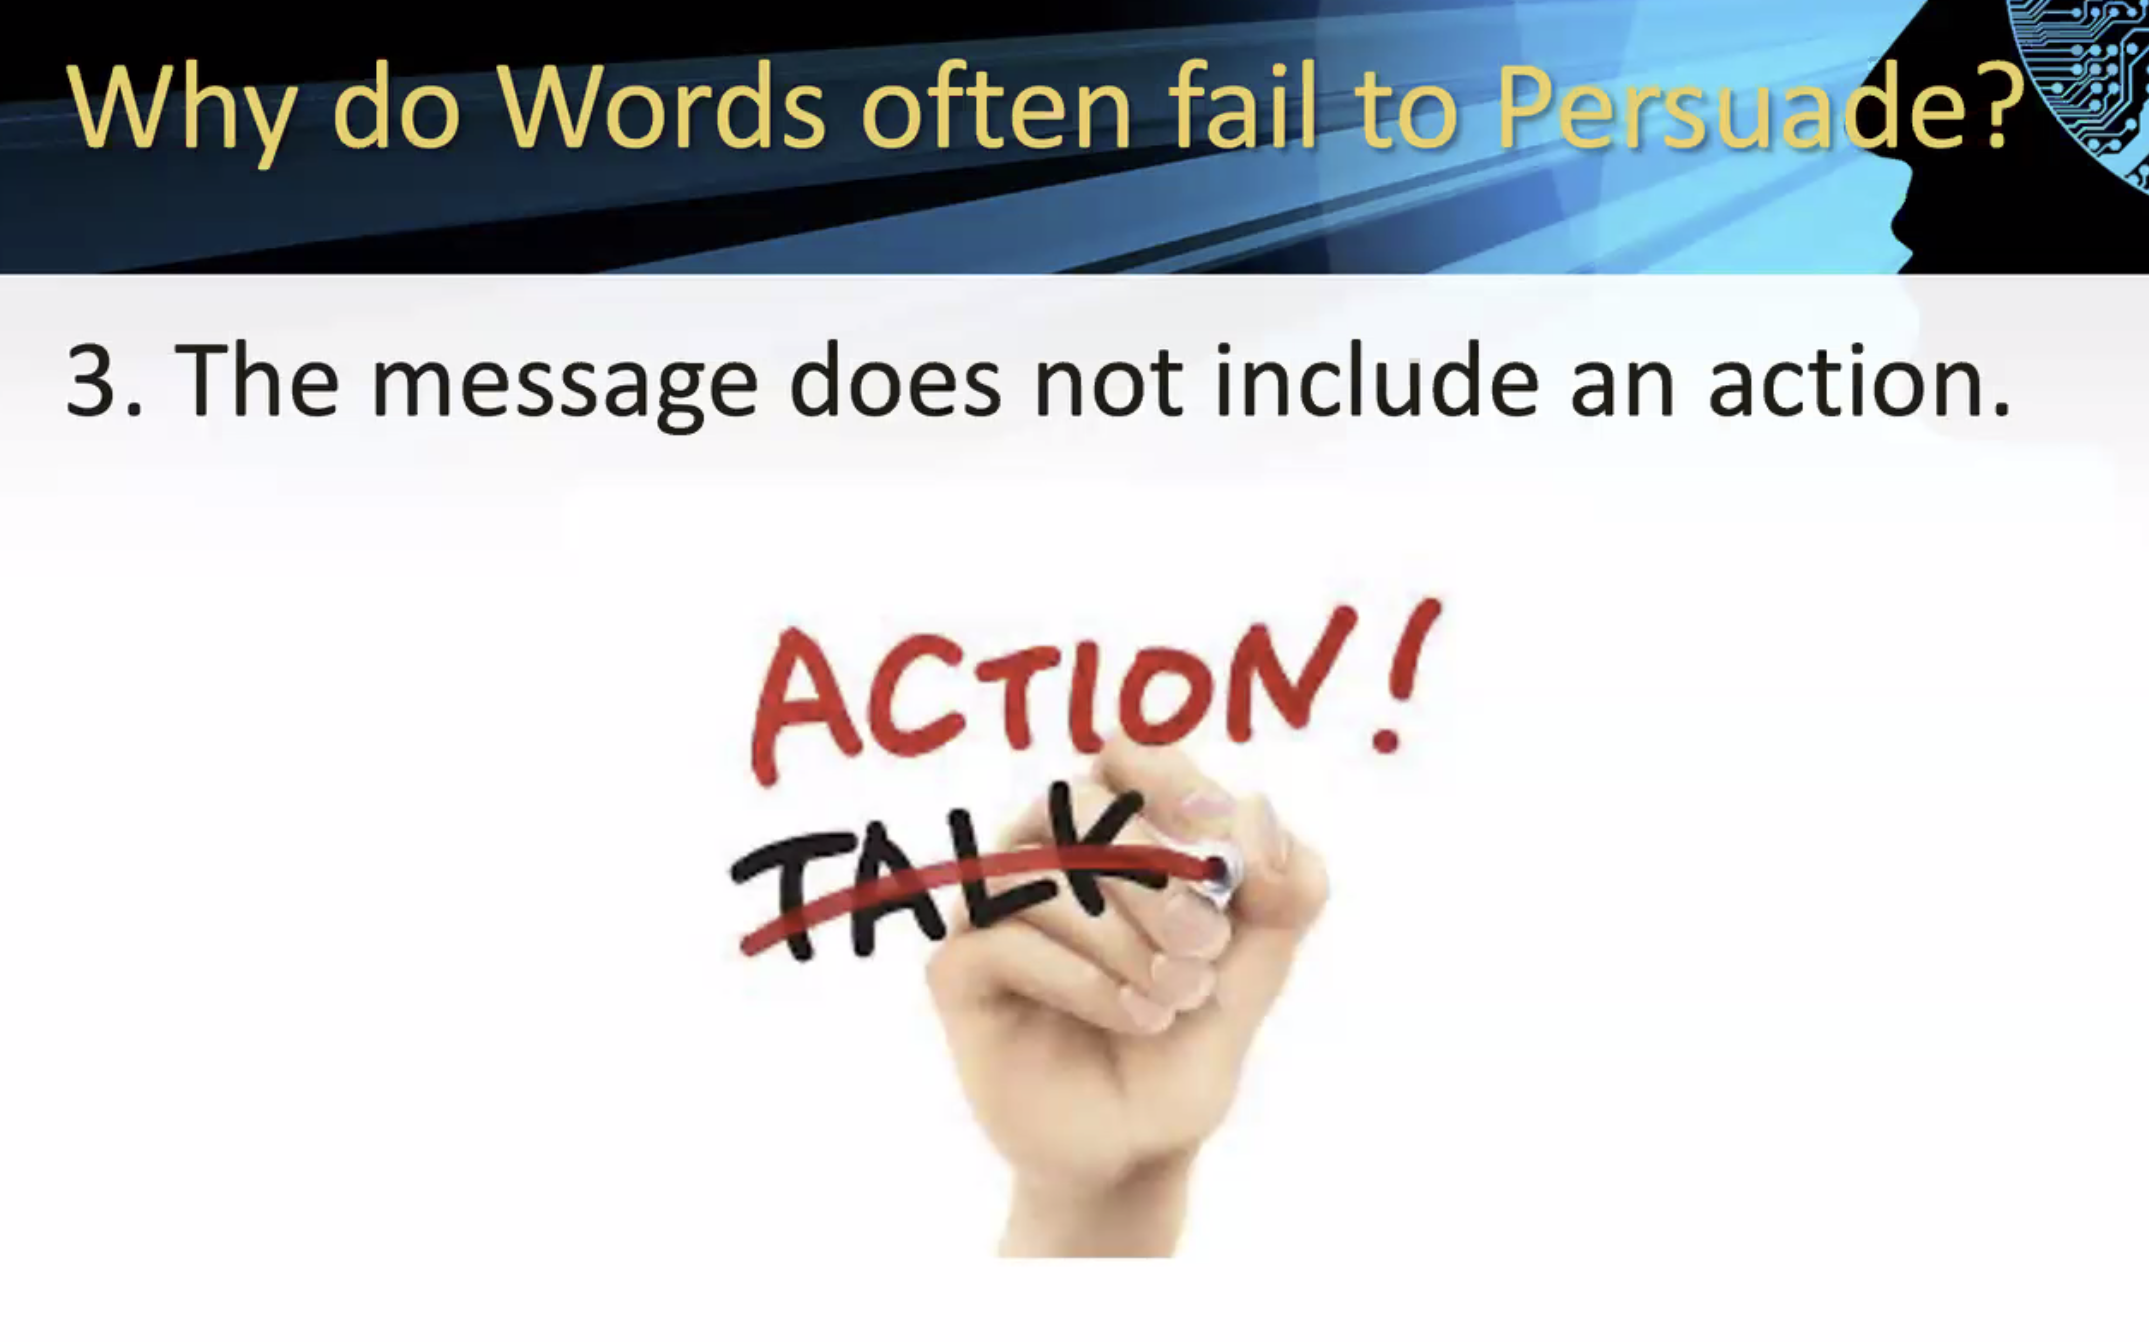 Why do Words often fail to Persuade?
3. The message does not include an action.
ACTION!
TALK